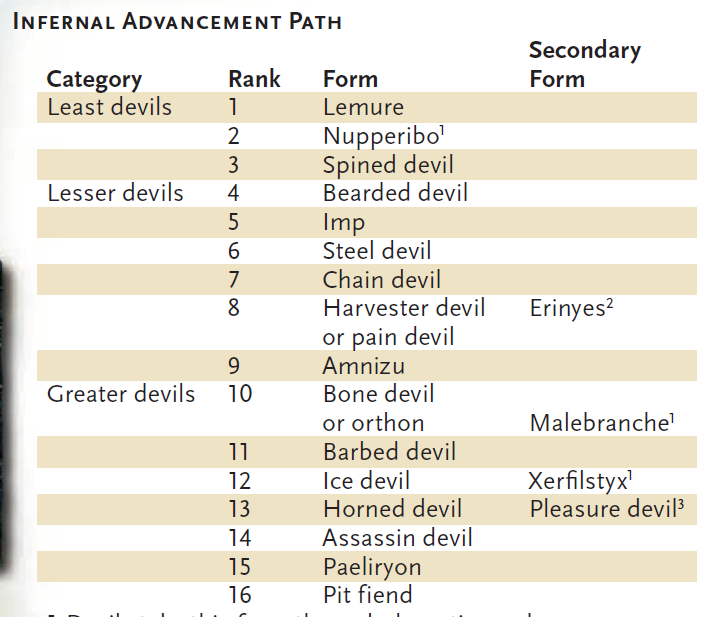 INFERNAL ADVANCEMENT PATH
Secondary
Category Rank Form Form
Least devils 1 Lemure
2 Nupperibo¹
3 Spined devil
Lesser devils 4 Bearded devil
5 Imp
6 Steel devil
7 Chain devil
8 Harvester devil Erinyes²
or pain devil
9 Amnizu
Greater devils 10 Bone devil
or orthon Malebranche¹
11 Barbed devil
12 Ice devil Xerfilstyx¹
13 Horned devil Pleasure devil³
14 Assassin devil
15 Paeliryon
16 Pit fiend